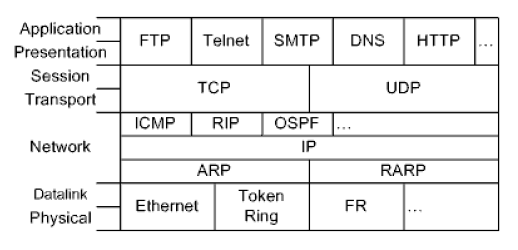 Application
Presentation
FTP Telnet SMTP DNS HTTP ...
Session
Transport
TCP UDP
ICMP RIP OSPF ...
Network
IP
ARP RARP
Datalink
Physical
Ethernet
Token
Ring
FR ...